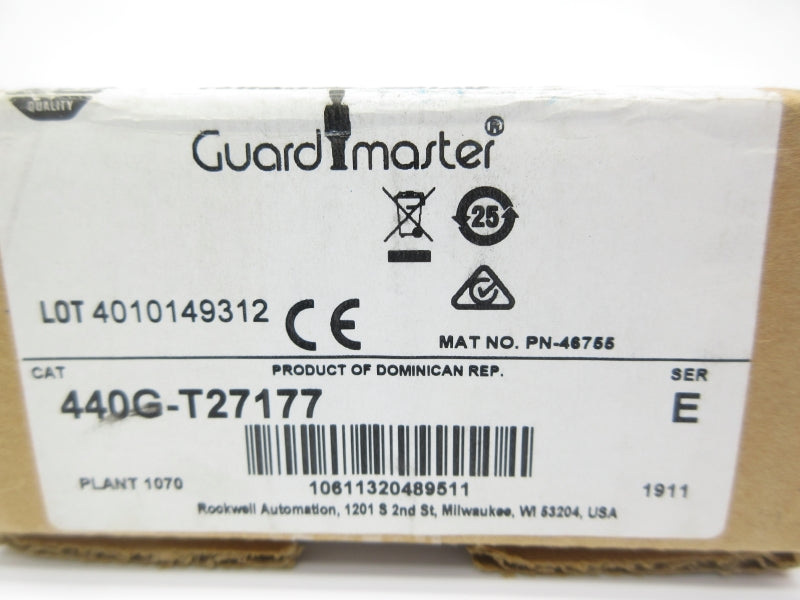 QUALITY
Guardmaster®
25
LOT 4010149312 CE
MAT NO. PN-46755
CAT
PRODUCT OF DOMINICAN REP.
SER
440G-T27177
E
PLANT 1070
10611320489511
1911
Rockwell Automation, 1201 S 2nd St, Milwaukee, WI 53204, USA